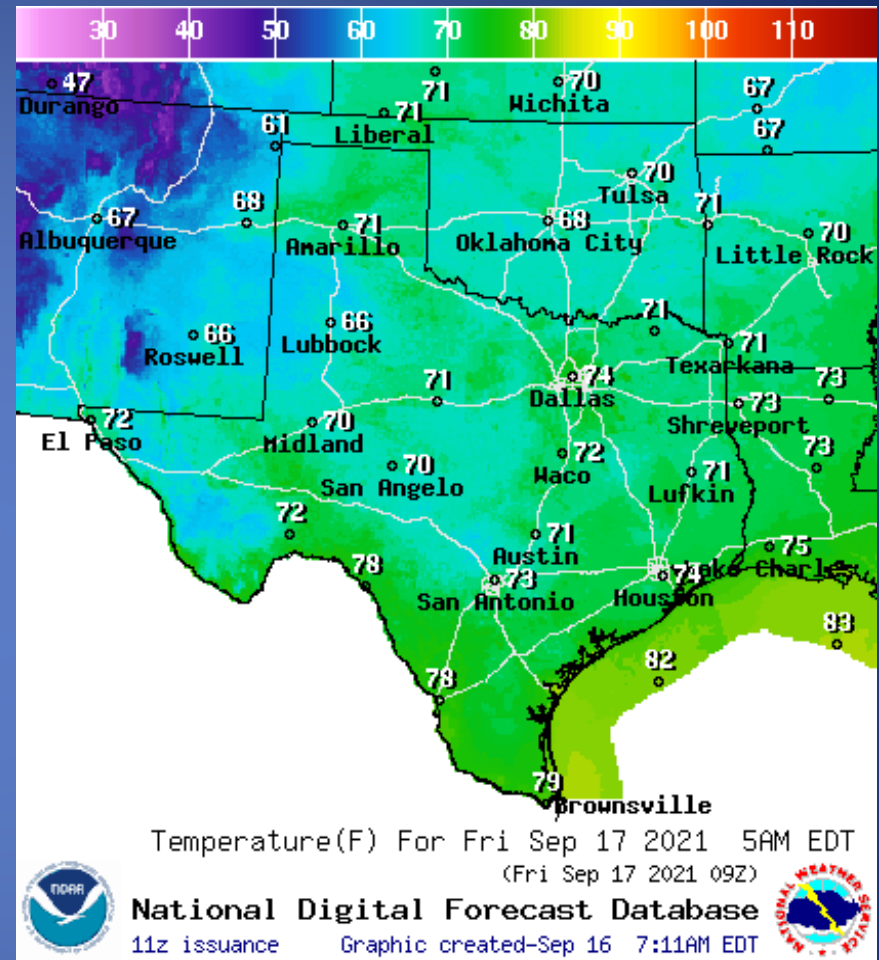 30 40 50 60 70 80 90 100 110
47
Durango
71
70
Wichita
67
71
Liberal
61
67
70
Tulsa
67
Albuquerque
68
71
Amarillo
68
Oklahoma City
71
70
Little Rock
66
Roswell
66
Lubbock
71
71
Texarkana
72
El Paso
70
Midland
71
74
Dallas
73
Shreveport
73
70
San Angelo
72
Waco
71
Lufkin
73
72
71
Austin
75
Lake Charles
78
73
San Antonio
74
Houston
78
82
83
79
Brownsville
Temperature(F) For Fri Sep 17 2021 5AM EDT
(Fri Sep 17 2021 09Z)
National Digital Forecast Database
11z issuance Graphic created-Sep 16 7:11AM EDT
NOAA
NATIONAL WEATHER SERVICE